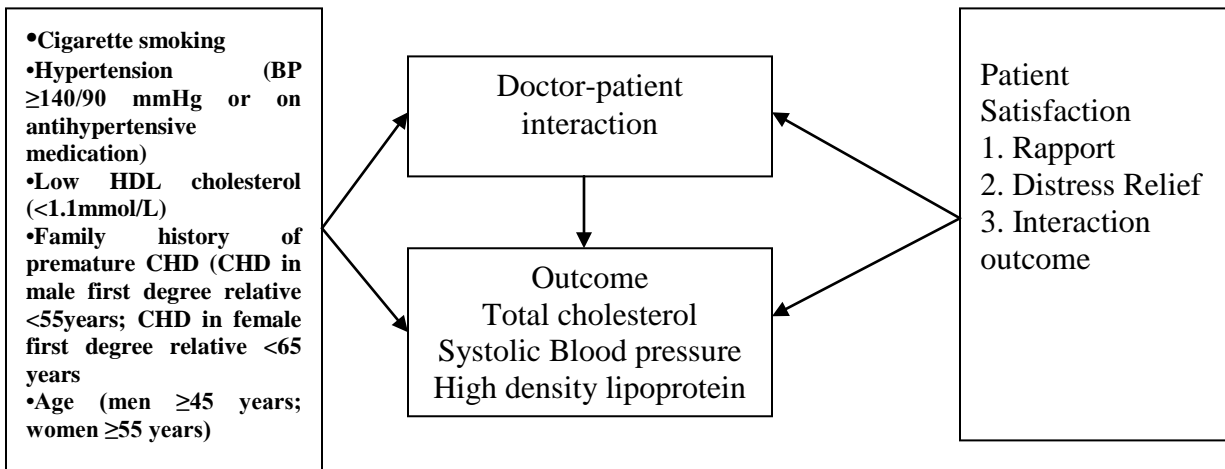 •Cigarette smoking
•Hypertension (BP
≥140/90 mmHg or on
antihypertensive
medication)
•Low HDL cholesterol
(<1.1mmol/L)
•Family history of
premature CHD (CHD in
male first degree relative
<55years; CHD in female
first degree relative <65
years
•Age (men ≥45 years;
women ≥55 years)
Doctor-patient
interaction
Outcome
Total cholesterol
Systolic Blood pressure
High density lipoprotein
Patient
Satisfaction
1. Rapport
2. Distress Relief
3. Interaction
outcome